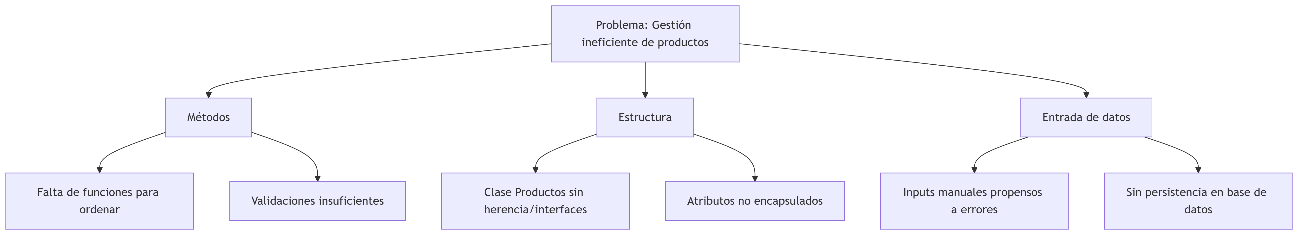 Problema: Gestión
ineficiente de productos
Métodos
Estructura
Entrada de datos
Falta de funciones para
ordenar
Validaciones insuficientes
Clase Productos sin
herencia/interfaces
Atributos no encapsulados
Inputs manuales propensos
a errores
Sin persistencia en base de
datos